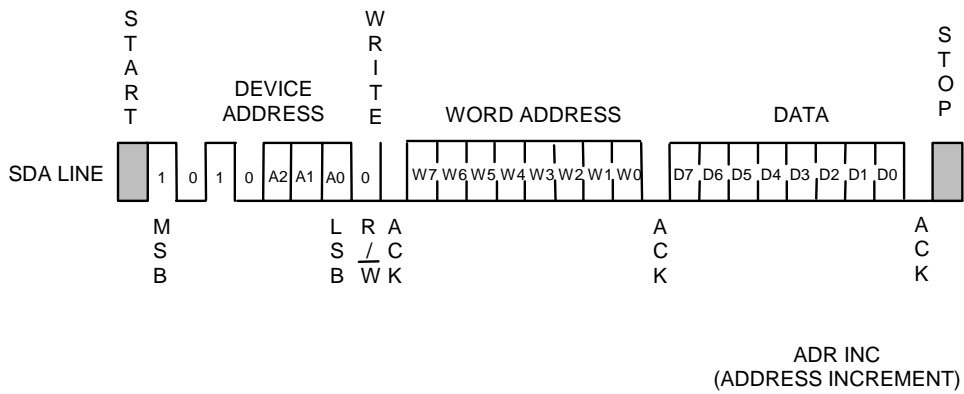 START
WRITE
STOP
DEVICE
ADDRESS
WORD ADDRESS
DATA
SDA LINE
1 0 1 0 A2 A1 A0 0 W7 W6 W5 W4 W3 W2 W1 W0 D7 D6 D5 D4 D3 D2 D1 D0
MSB
LSB
R/W
ACK
ACK
ACK
ADR INC
(ADDRESS INCREMENT)